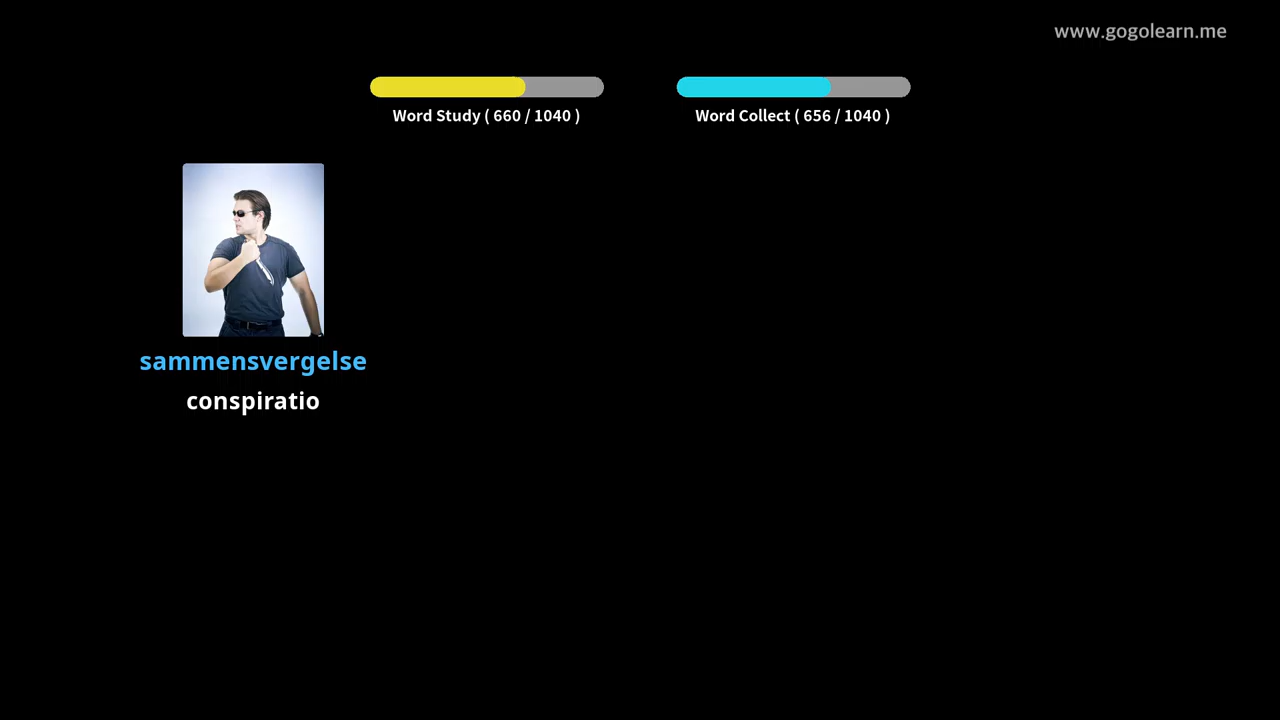 www.gogolearn.me
Word Study ( 660 / 1040 )
Word Collect ( 656 / 1040 )
sammensvergelse
conspiratio